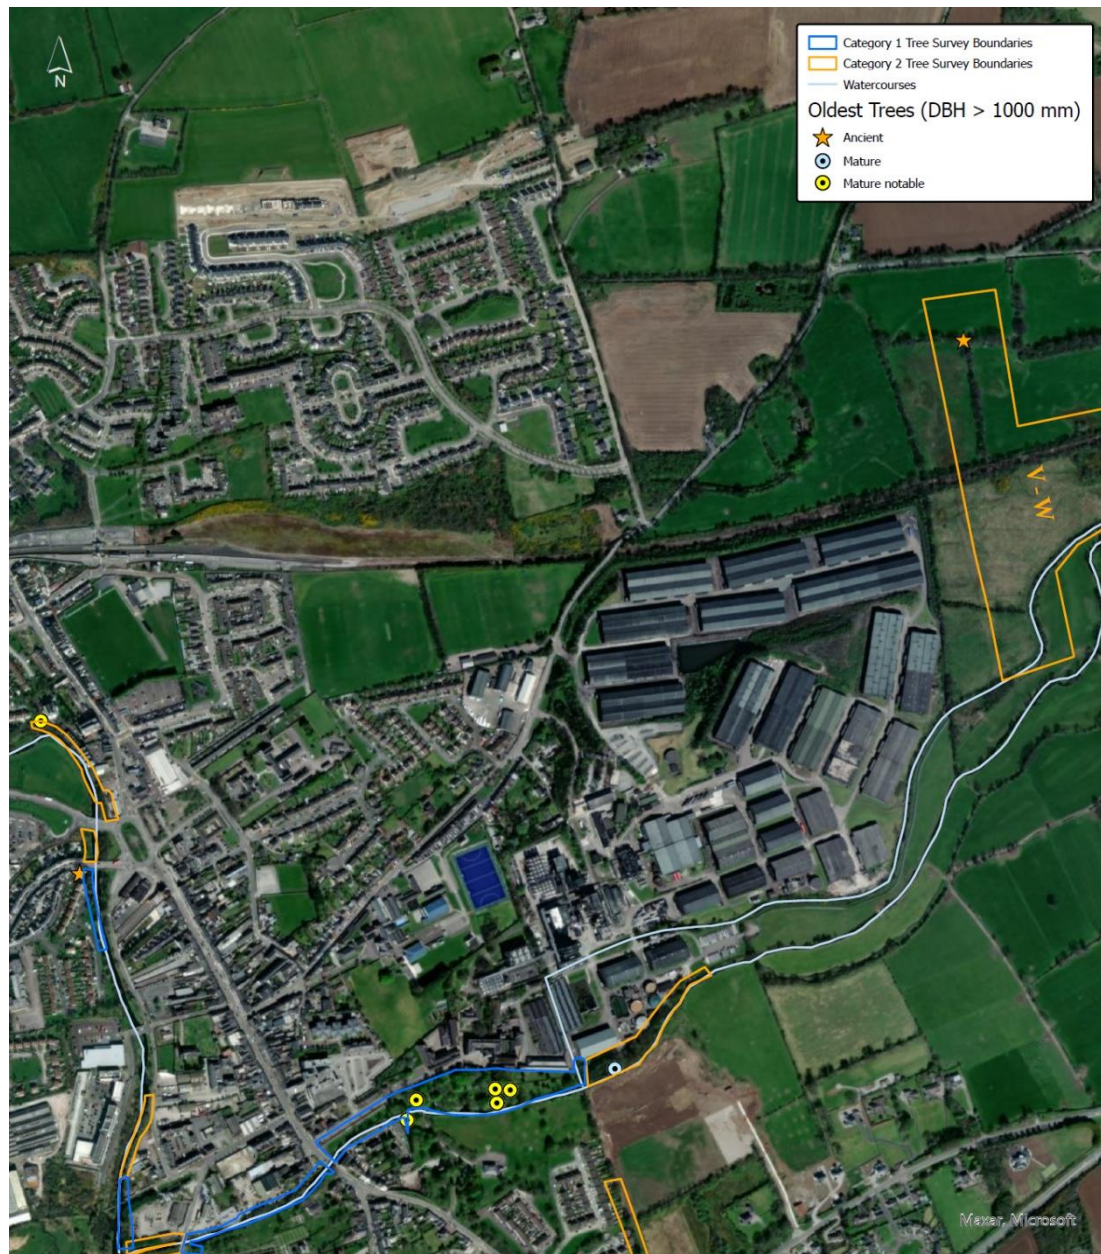 N
Category 1 Tree Survey Boundaries
Category 2 Tree Survey Boundaries
Watercourses
Oldest Trees (DBH > 1000 mm)
Ancient
Mature
Mature notable
V - W
Maxar, Microsoft